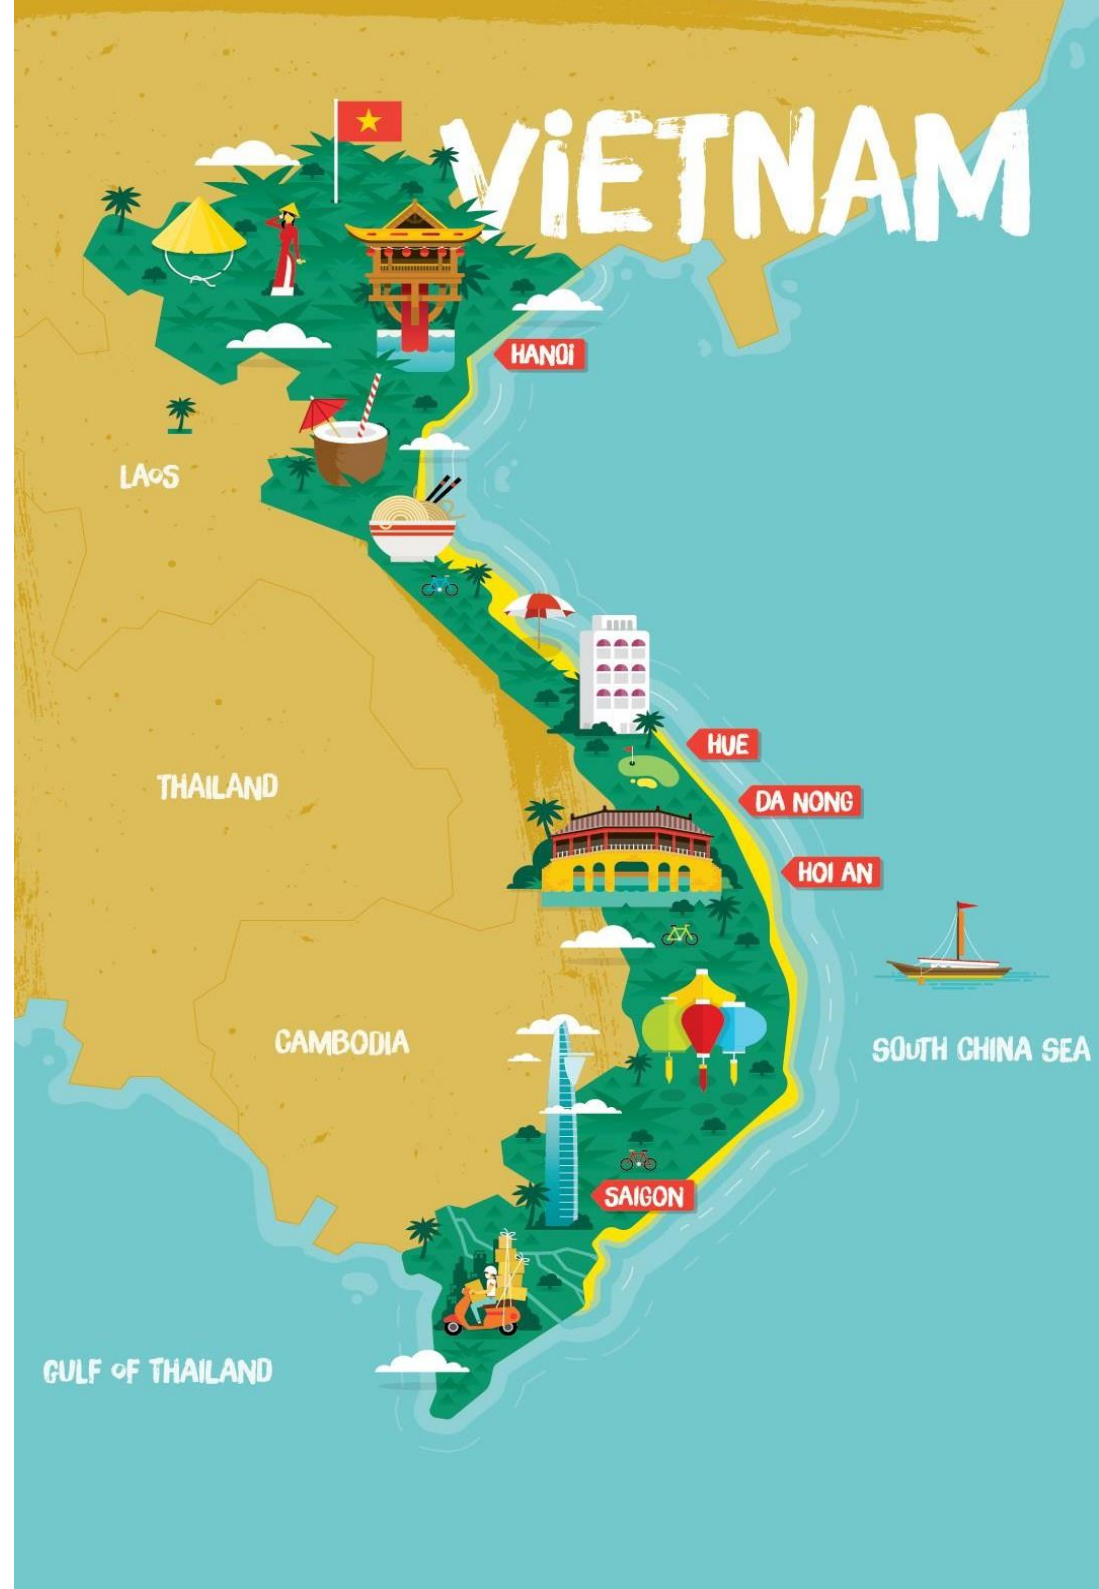 ViETNAM
HANOi
LAoS
HUE
THAILAND
DA NONG
HOI AN
CAMBODIA
SOUTH CHINA SEA
SAIGON
GULF OF THAILAND